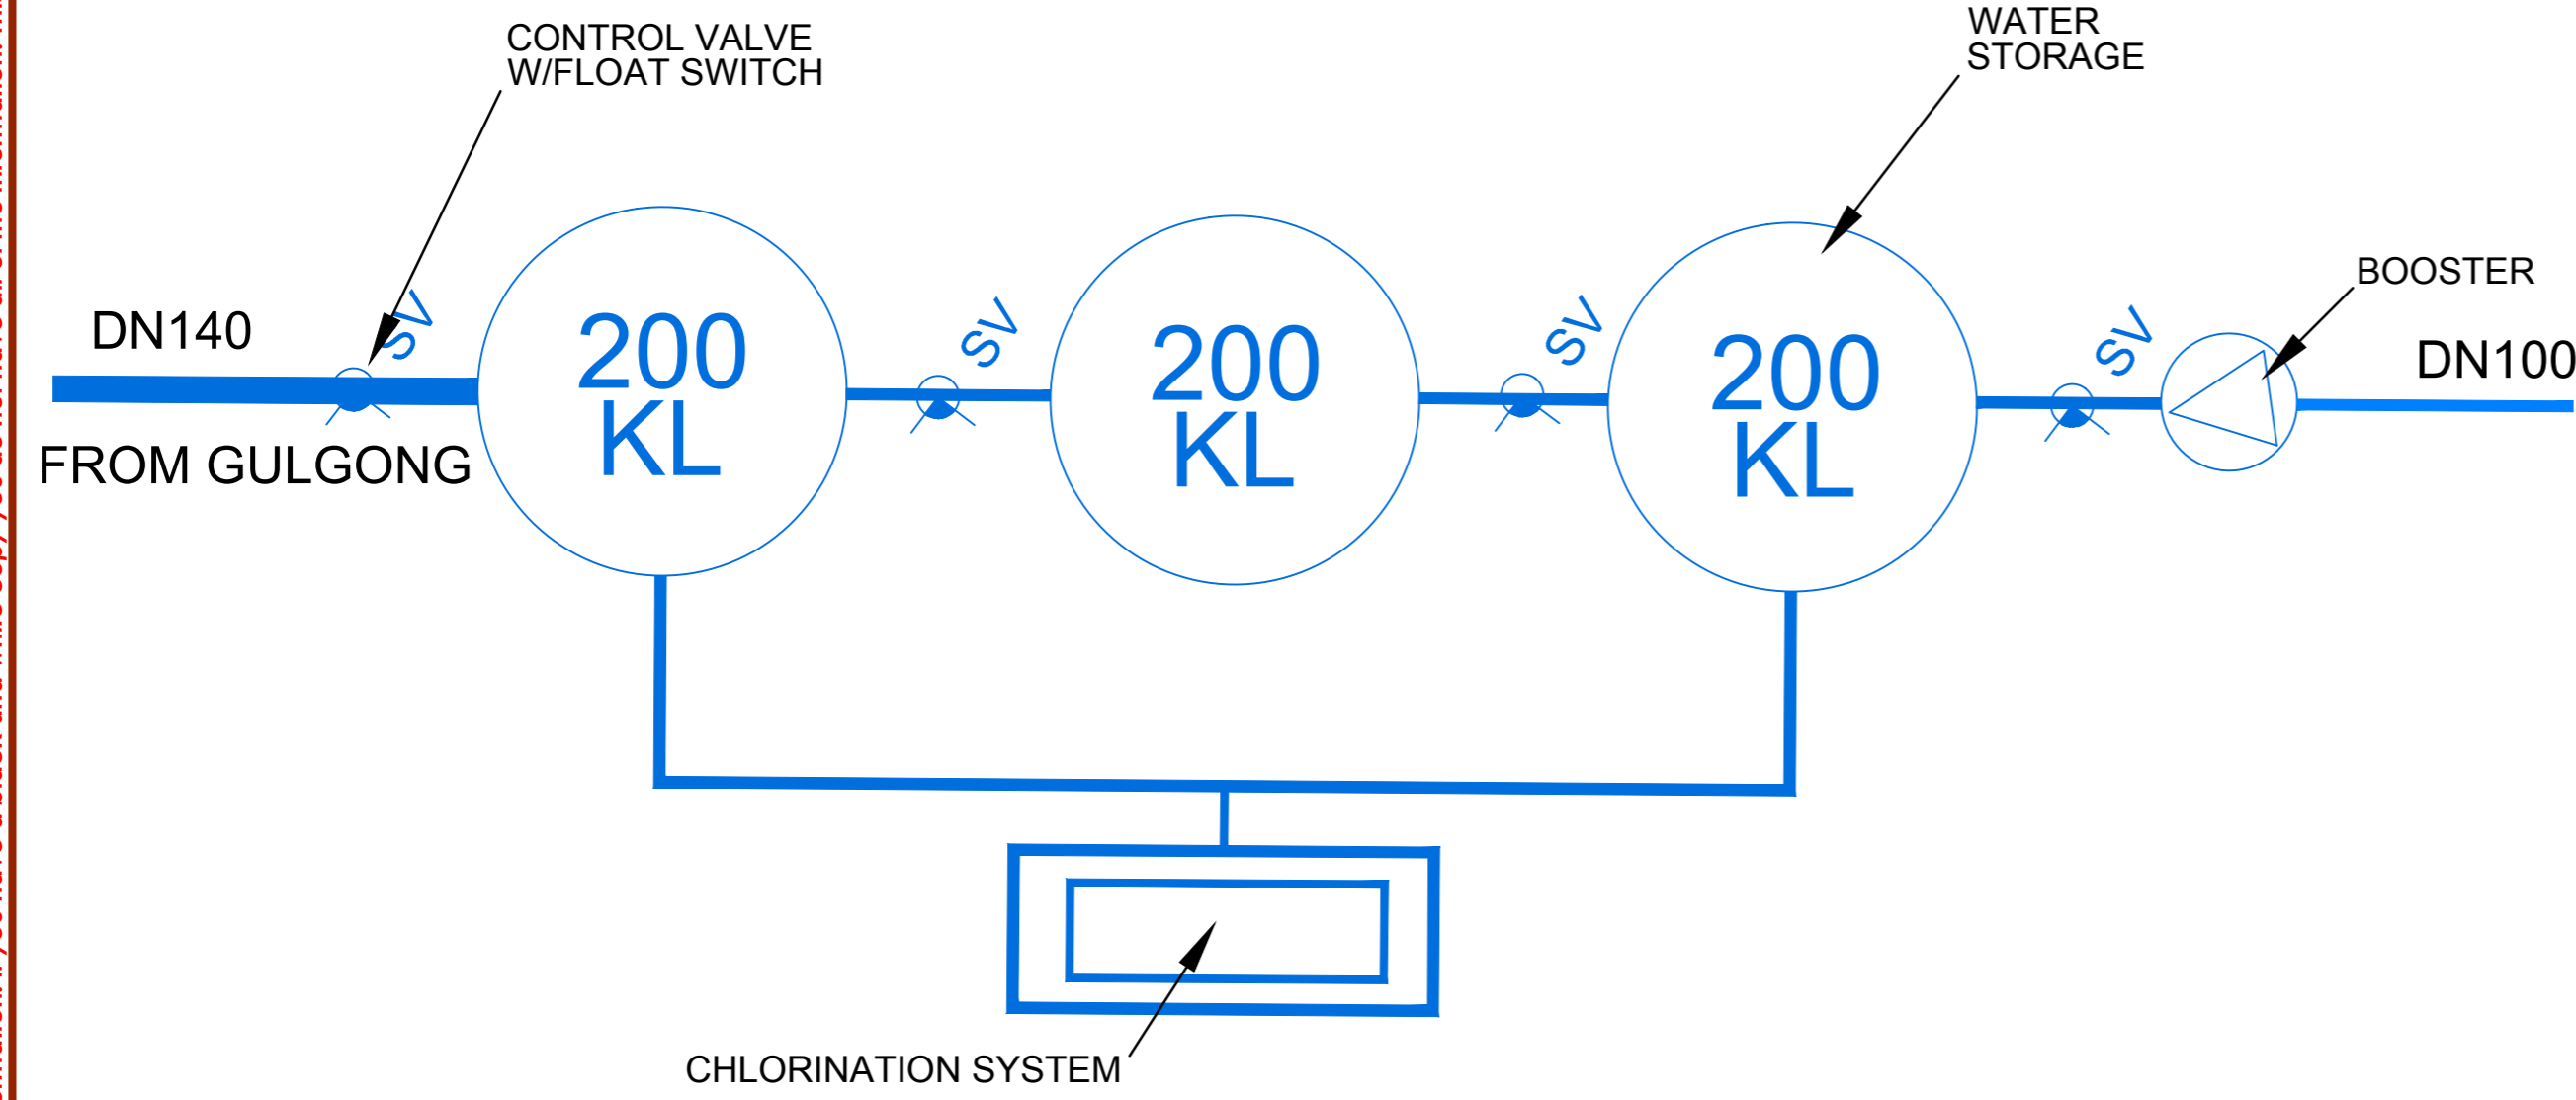 CONTROL VALVE
W/FLOAT SWITCH
WATER
STORAGE
BOOSTER
DN140
SV
SV
SV
SV
DN100
200
KL
200
KL
200
KL
FROM GULGONG
CHLORINATION SYSTEM